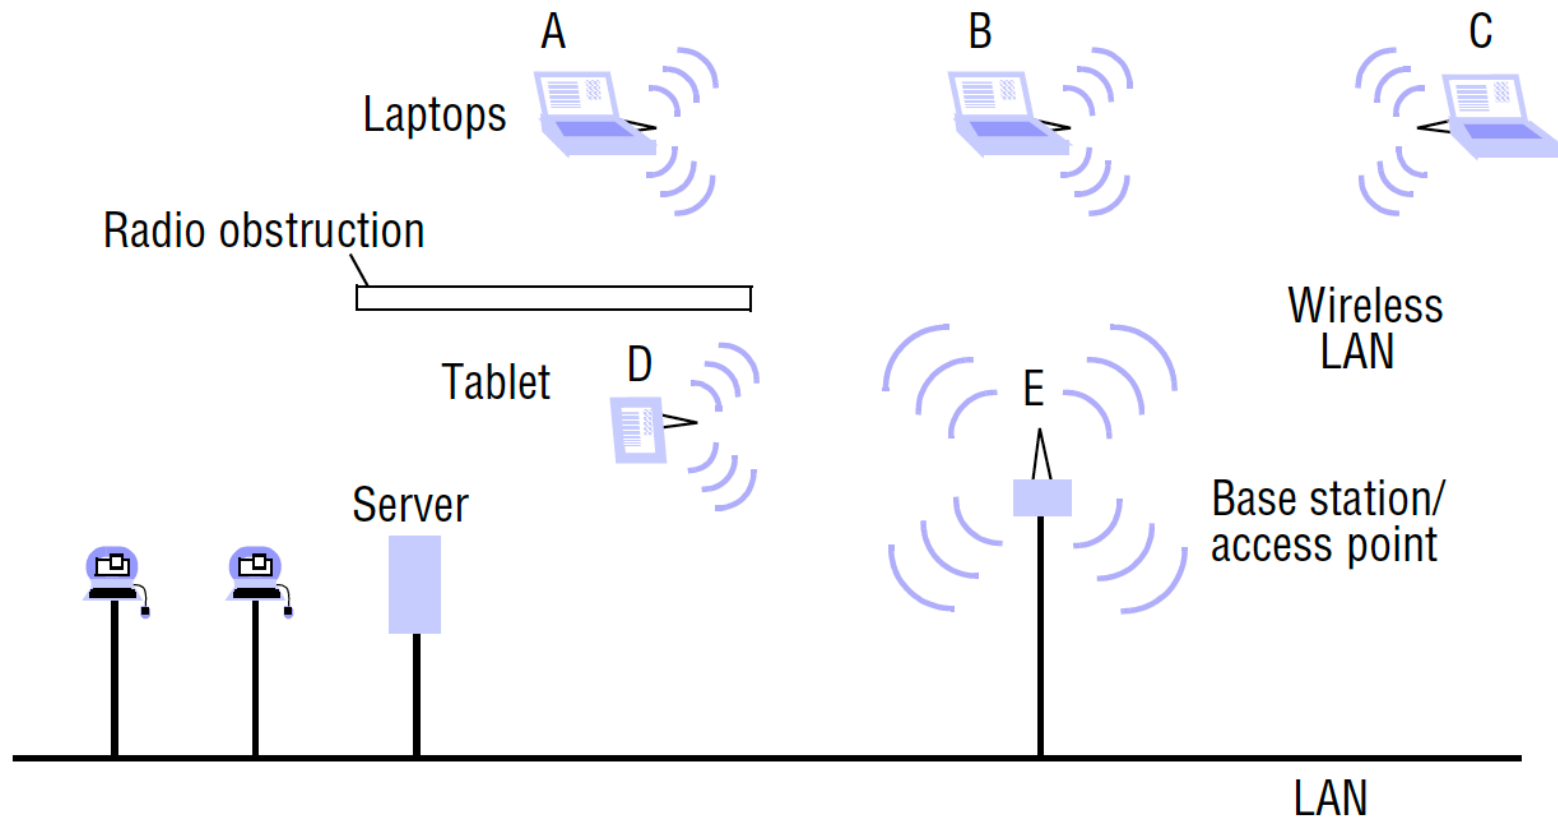 A
B
C
Laptops
Radio obstruction
Wireless
LAN
D
Tablet
E
Server
Base station/
access point
LAN